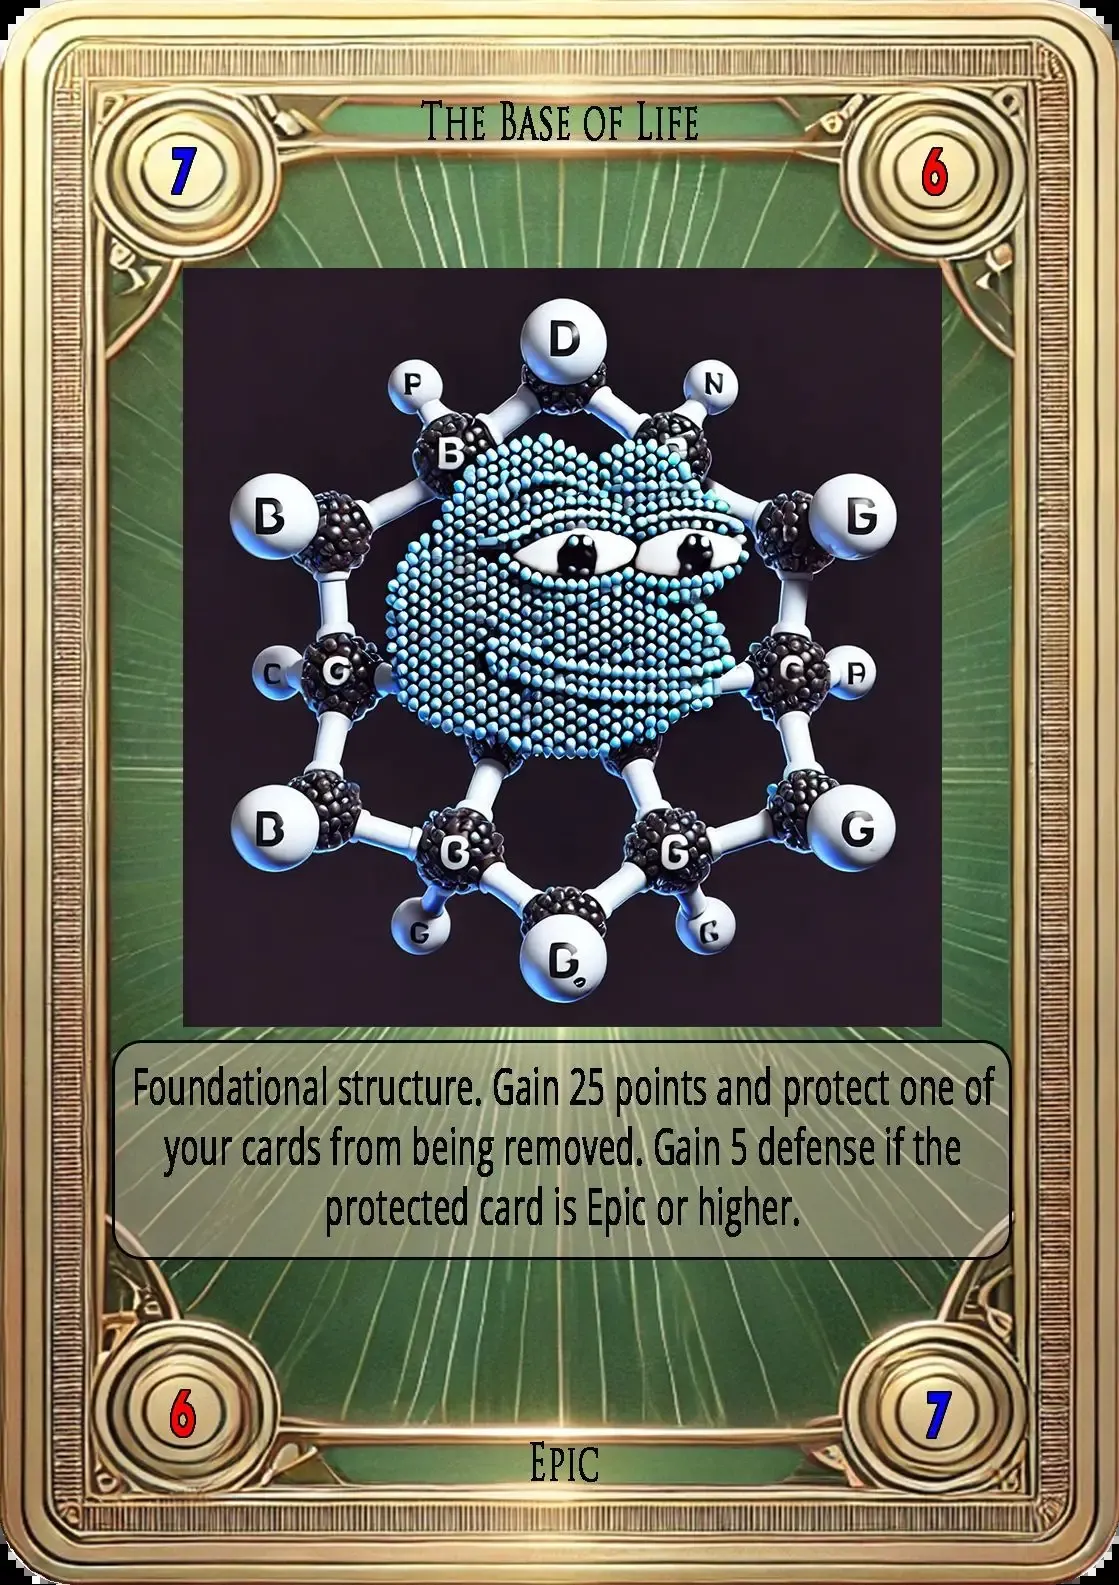 The Base of Life
7
6
D
P
N
B
B
G
C
G
C
B
G
G
G
G
G
Foundational structure. Gain 25 points and protect one of
your cards from being removed. Gain 5 defense if the
protected card is Epic or higher.
6
7
Epic